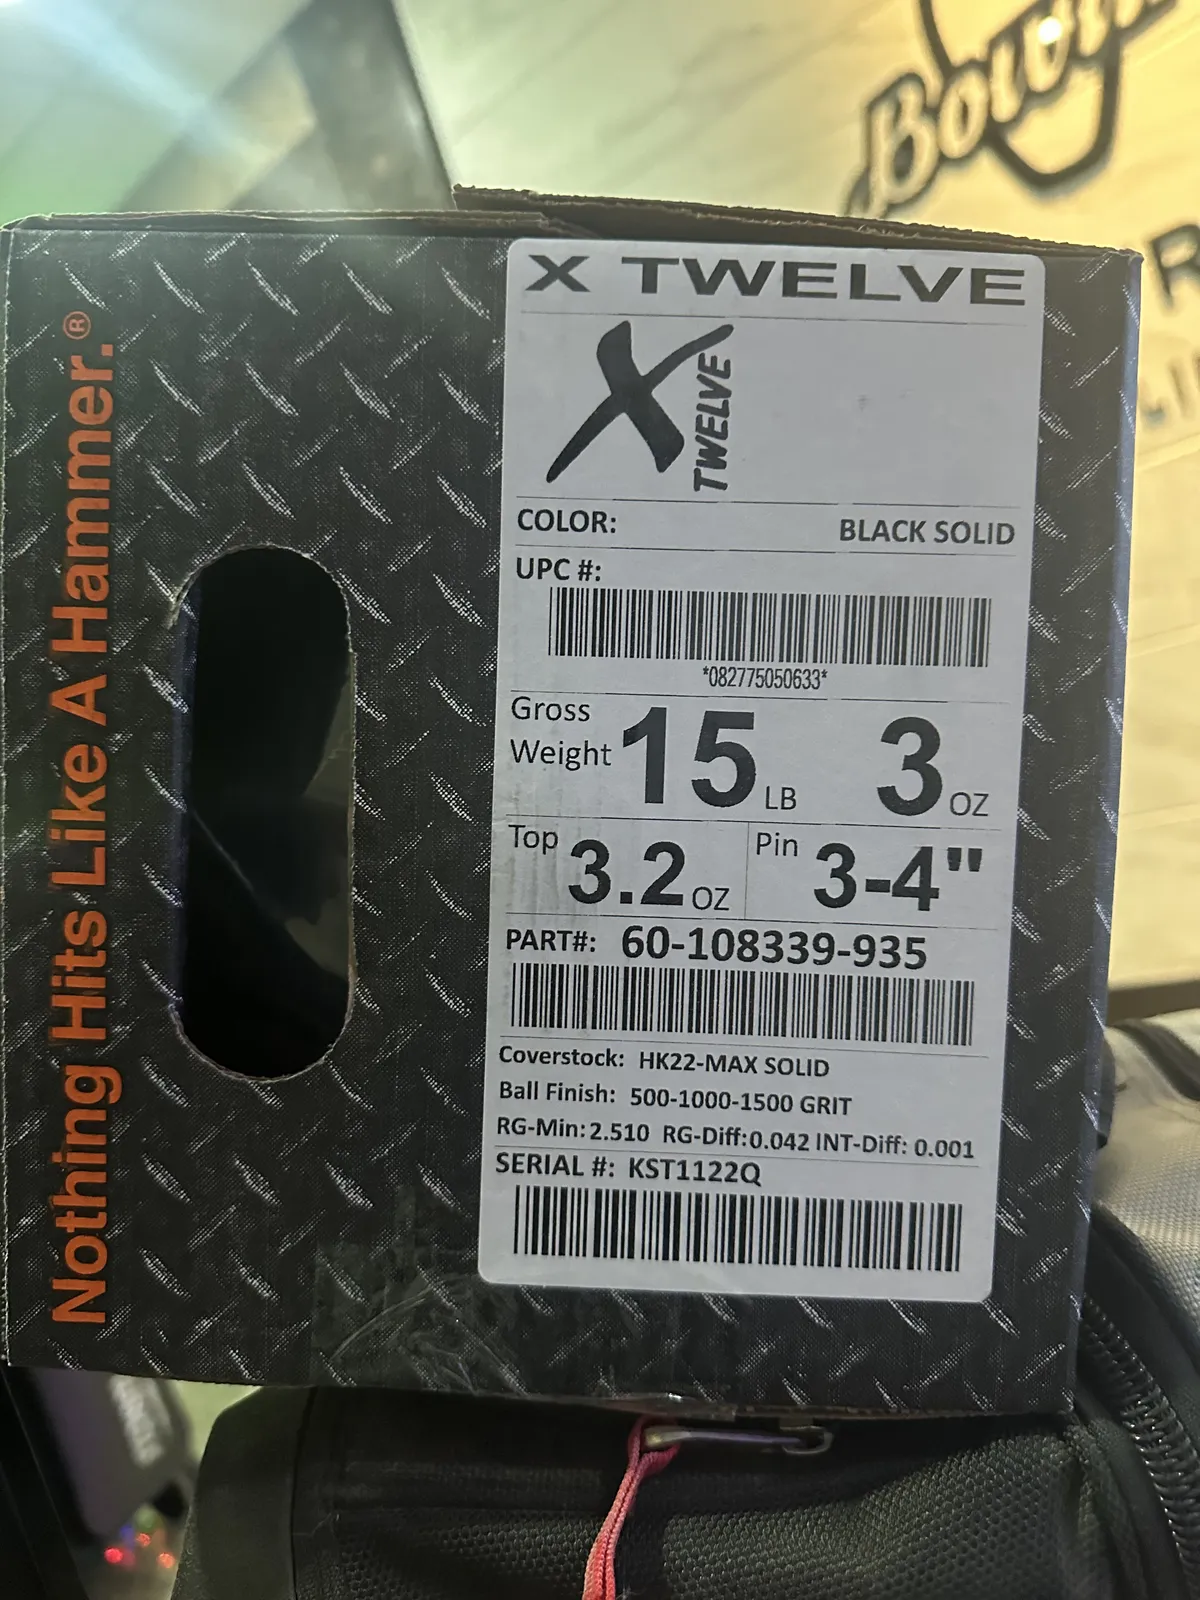 Nothing Hits Like A Hammer.®
X TWELVE
X
TWELVE
COLOR: BLACK SOLID
UPC #:
*082775050633*
Gross
Weight 15 LB 3 OZ
Top 3.2 OZ Pin 3-4"
PART#: 60-108339-935
Coverstock: HK22-MAX SOLID
Ball Finish: 500-1000-1500 GRIT
RG-Min: 2.510 RG-Diff: 0.042 INT-Diff: 0.001
SERIAL #: KST1122Q